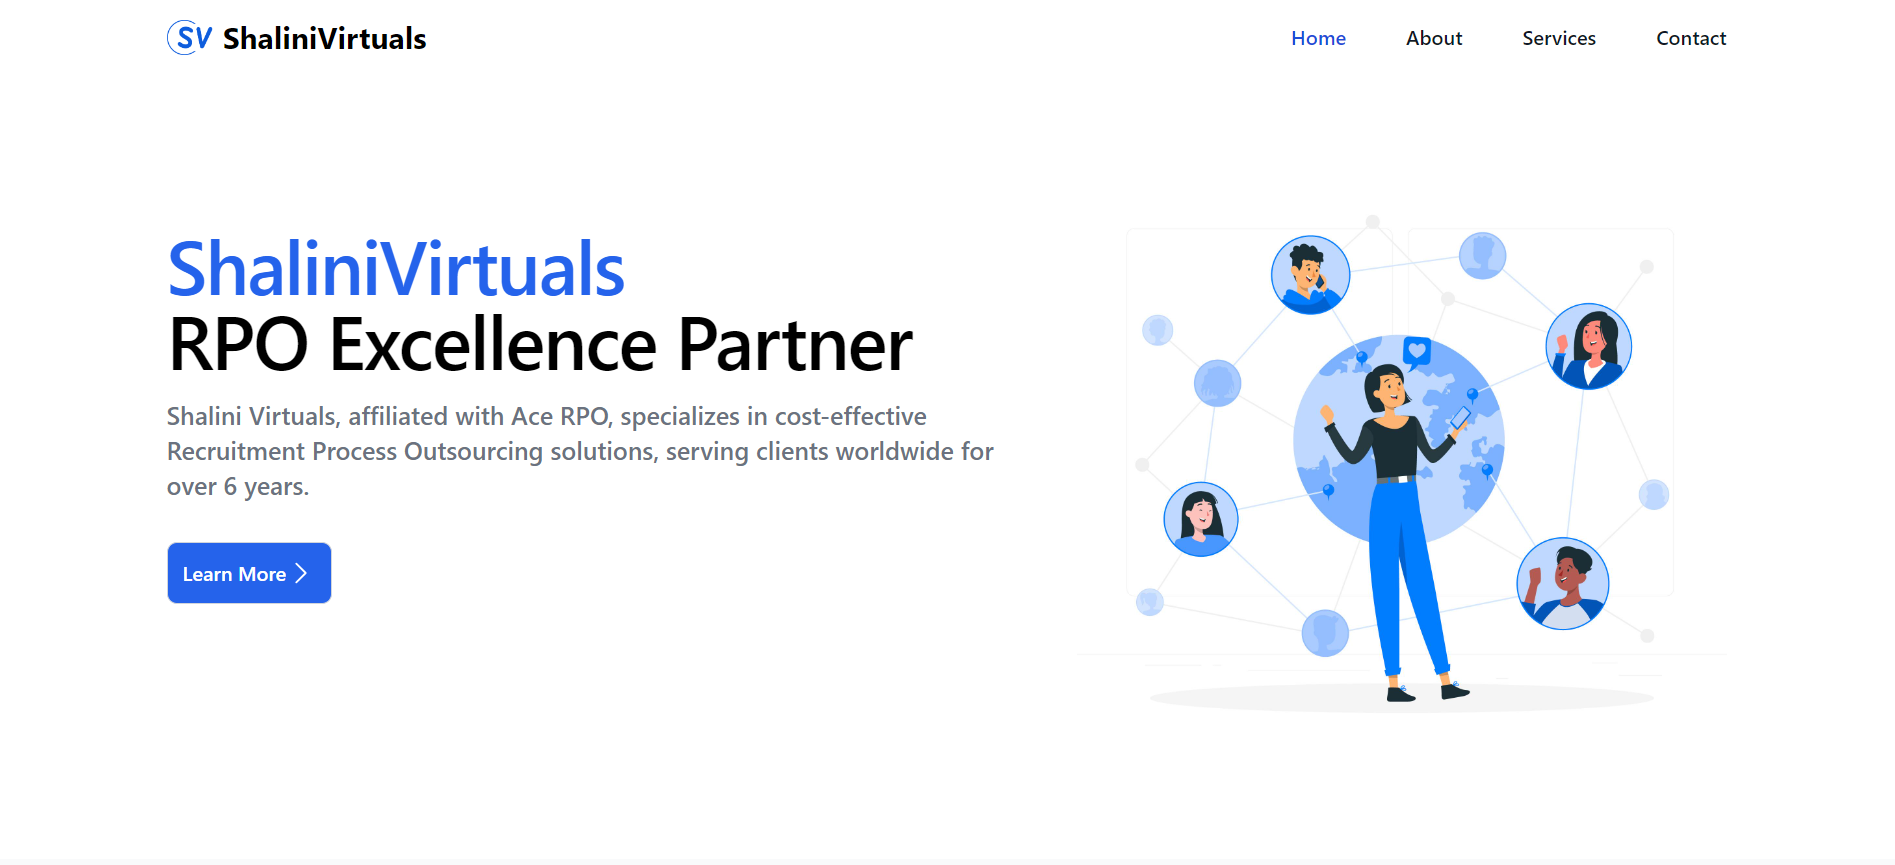 SV ShaliniVirtuals
Home About Services Contact
ShaliniVirtuals
RPO Excellence Partner
Shalini Virtuals, affiliated with Ace RPO, specializes in cost-effective
Recruitment Process Outsourcing solutions, serving clients worldwide for
over 6 years.
Learn More